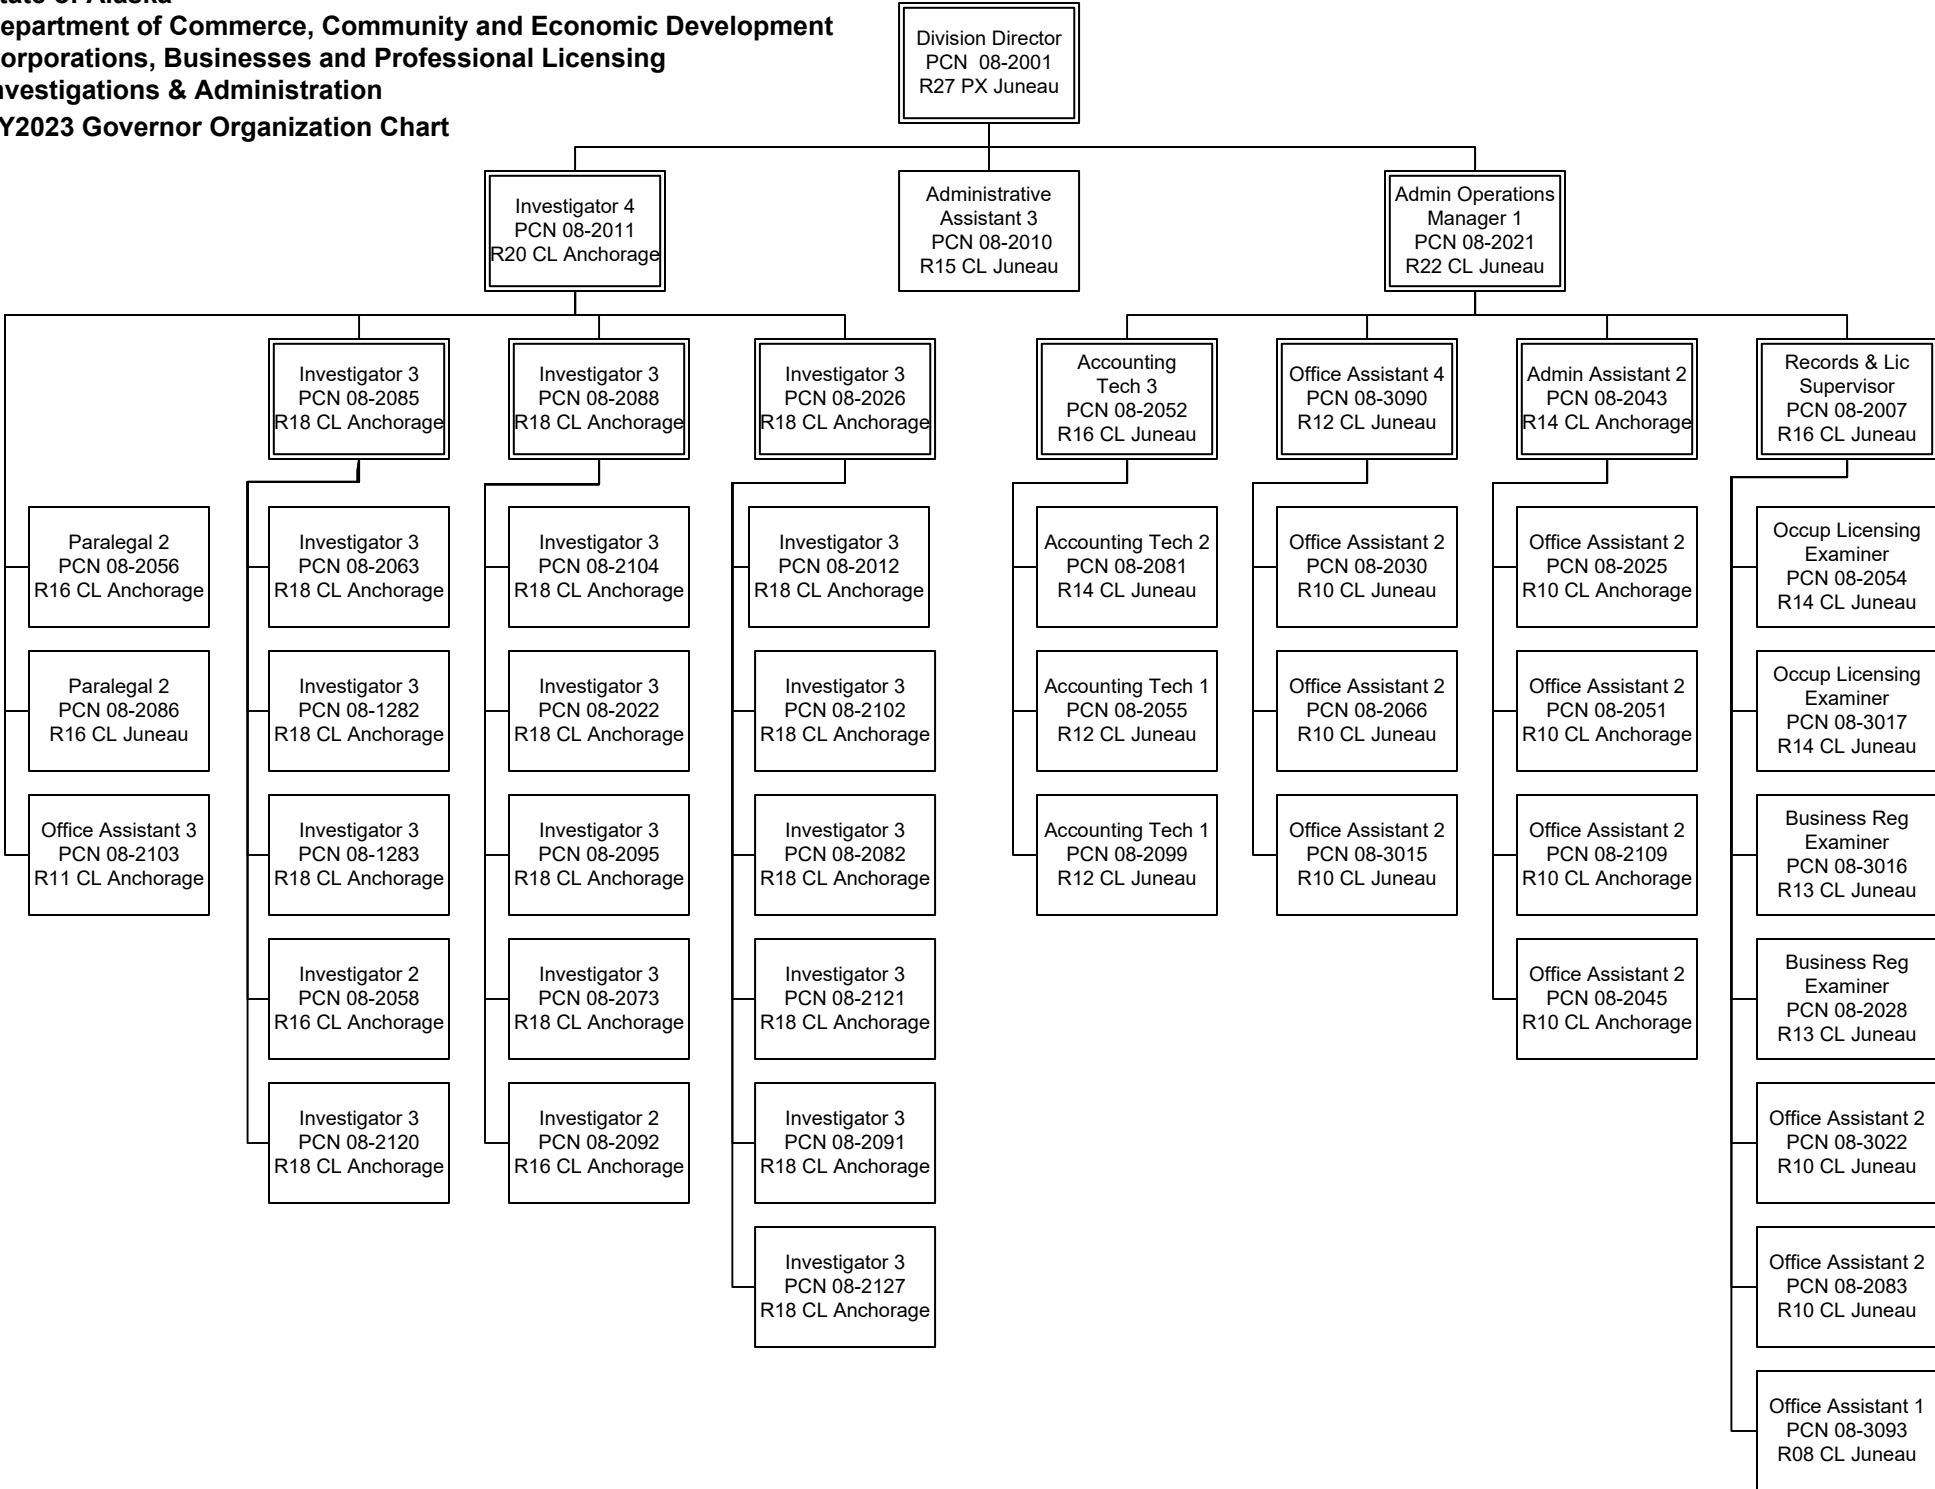 tate of Alaska
epartment of Commerce, Community and Economic Development
orporations, Businesses and Professional Licensing
nvestigations & Administration
Y2023 Governor Organization Chart
Division Director
PCN 08-2001
R27 PX Juneau
Investigator 4
PCN 08-2011
R20 CL Anchorage
Administrative
Assistant 3
PCN 08-2010
R15 CL Juneau
Admin Operations
Manager 1
PCN 08-2021
R22 CL Juneau
Investigator 3
PCN 08-2085
R18 CL Anchorage
Investigator 3
PCN 08-2088
R18 CL Anchorage
Investigator 3
PCN 08-2026
R18 CL Anchorage
Accounting
Tech 3
PCN 08-2052
R16 CL Juneau
Office Assistant 4
PCN 08-3090
R12 CL Juneau
Admin Assistant 2
PCN 08-2043
R14 CL Anchorage
Records & Lic
Supervisor
PCN 08-2007
R16 CL Juneau
Paralegal 2
PCN 08-2056
R16 CL Anchorage
Investigator 3
PCN 08-2063
R18 CL Anchorage
Investigator 3
PCN 08-2104
R18 CL Anchorage
Investigator 3
PCN 08-2012
R18 CL Anchorage
Accounting Tech 2
PCN 08-2081
R14 CL Juneau
Office Assistant 2
PCN 08-2030
R10 CL Juneau
Office Assistant 2
PCN 08-2025
R10 CL Anchorage
Occup Licensing
Examiner
PCN 08-2054
R14 CL Juneau
Paralegal 2
PCN 08-2086
R16 CL Juneau
Investigator 3
PCN 08-1282
R18 CL Anchorage
Investigator 3
PCN 08-2022
R18 CL Anchorage
Investigator 3
PCN 08-2102
R18 CL Anchorage
Accounting Tech 1
PCN 08-2055
R12 CL Juneau
Office Assistant 2
PCN 08-2066
R10 CL Juneau
Office Assistant 2
PCN 08-2051
R10 CL Anchorage
Occup Licensing
Examiner
PCN 08-3017
R14 CL Juneau
Office Assistant 3
PCN 08-2103
R11 CL Anchorage
Investigator 3
PCN 08-1283
R18 CL Anchorage
Investigator 3
PCN 08-2095
R18 CL Anchorage
Investigator 3
PCN 08-2082
R18 CL Anchorage
Accounting Tech 1
PCN 08-2099
R12 CL Juneau
Office Assistant 2
PCN 08-3015
R10 CL Juneau
Office Assistant 2
PCN 08-2109
R10 CL Anchorage
Business Reg
Examiner
PCN 08-3016
R13 CL Juneau
Investigator 2
PCN 08-2058
R16 CL Anchorage
Investigator 3
PCN 08-2073
R18 CL Anchorage
Investigator 3
PCN 08-2121
R18 CL Anchorage
Office Assistant 2
PCN 08-2045
R10 CL Anchorage
Business Reg
Examiner
PCN 08-2028
R13 CL Juneau
Investigator 3
PCN 08-2120
R18 CL Anchorage
Investigator 2
PCN 08-2092
R16 CL Anchorage
Investigator 3
PCN 08-2091
R18 CL Anchorage
Office Assistant 2
PCN 08-3022
R10 CL Juneau
Investigator 3
PCN 08-2127
R18 CL Anchorage
Office Assistant 2
PCN 08-2083
R10 CL Juneau
Office Assistant 1
PCN 08-3093
R08 CL Juneau